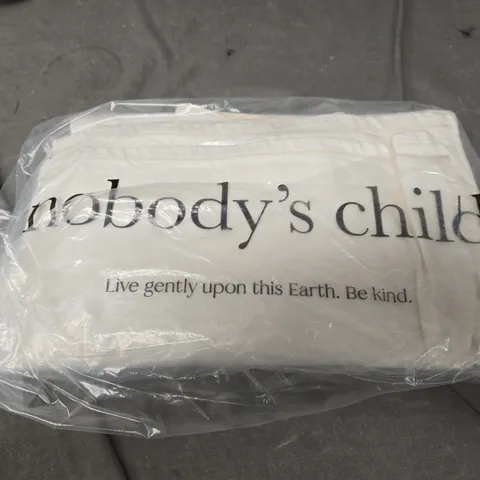 nobody's child
Live gently upon this Earth. Be kind.